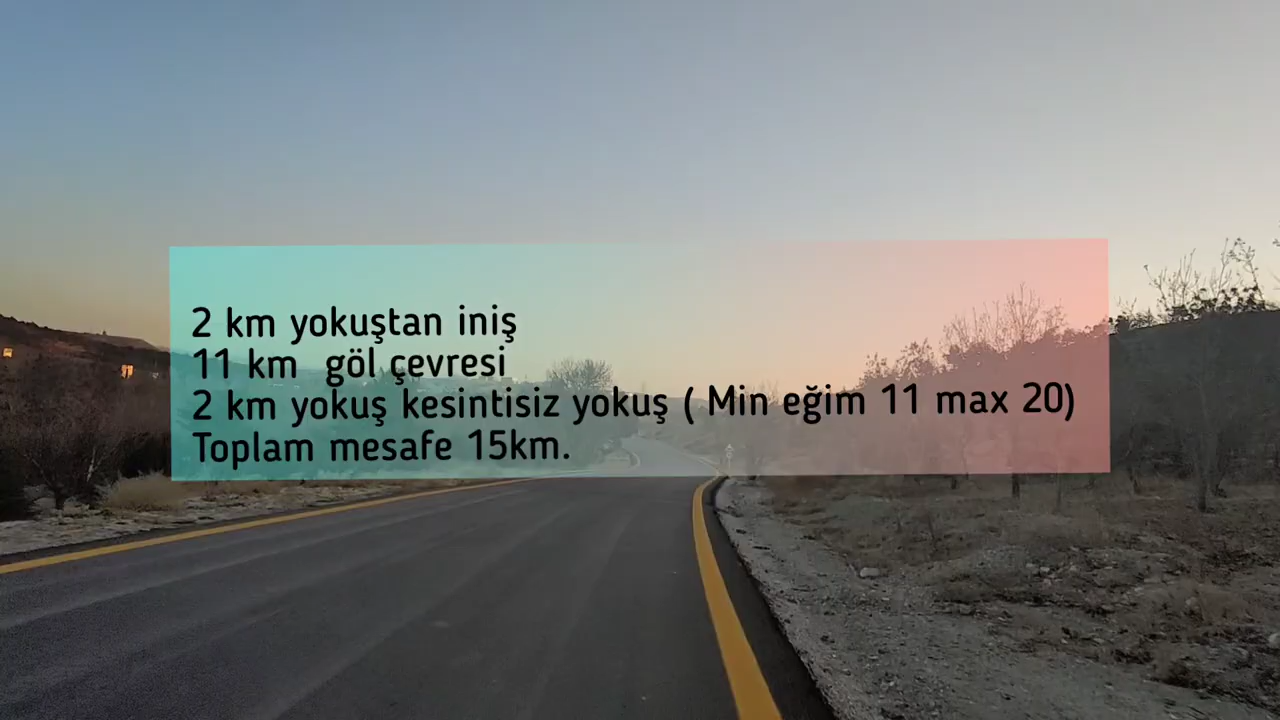 2 km yokuştan iniş
11 km  göl çevresi
2 km yokuş kesintisiz yokuş ( Min eğim 11 max 20)
Toplam mesafe 15km.